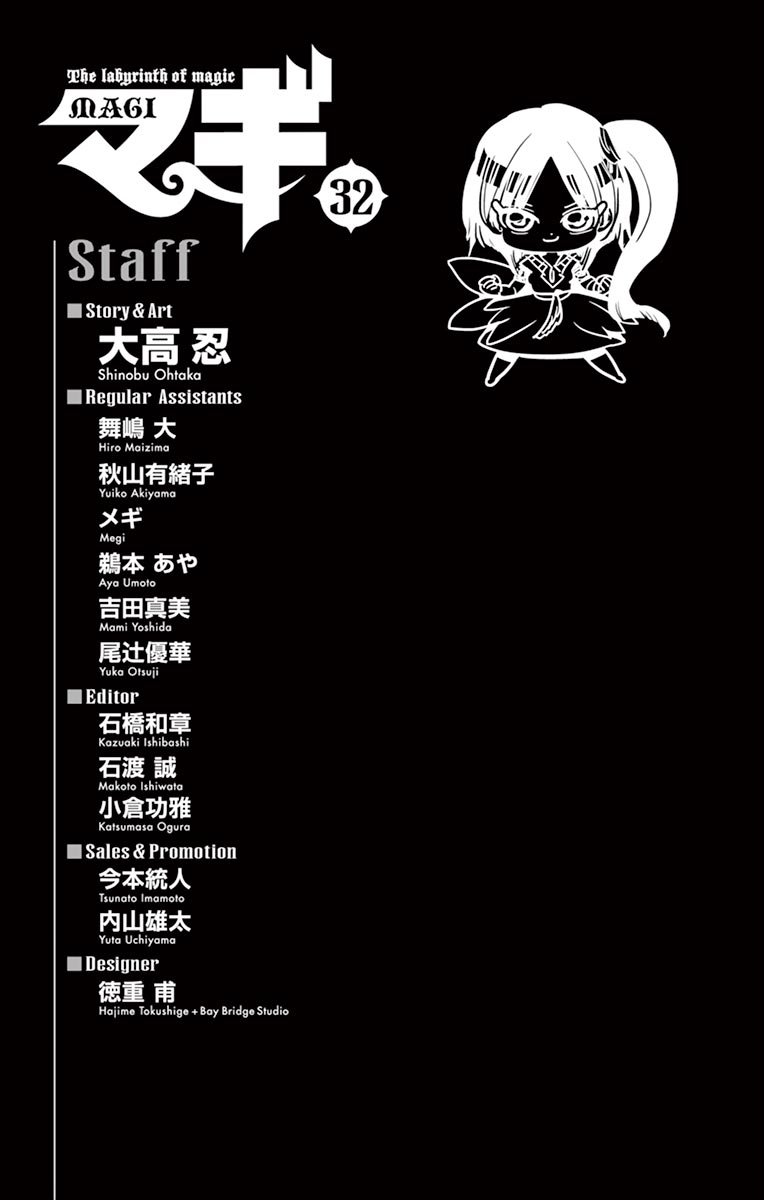 The labyrinth of magic
MAGI
マギ
32
Staff
■Story & Art
大高 忍
Shinobu Ohtaka
■Regular Assistants
舞嶋 大
Hiro Maizima
秋山有緒子
Yuiko Akiyama
メギ
Megi
鵜本 あや
Aya Umoto
吉田真美
Mami Yoshida
尾辻優華
Yuka Otsuji
■Editor
石橋和章
Kazuaki Ishibashi
石渡 誠
Makoto Ishiwata
小倉功雅
Katsumasa Ogura
■Sales & Promotion
今本統人
Tsunato Imamoto
内山雄太
Yuta Uchiyama
■Designer
徳重 甫
Hajime Tokushige + Bay Bridge Studio